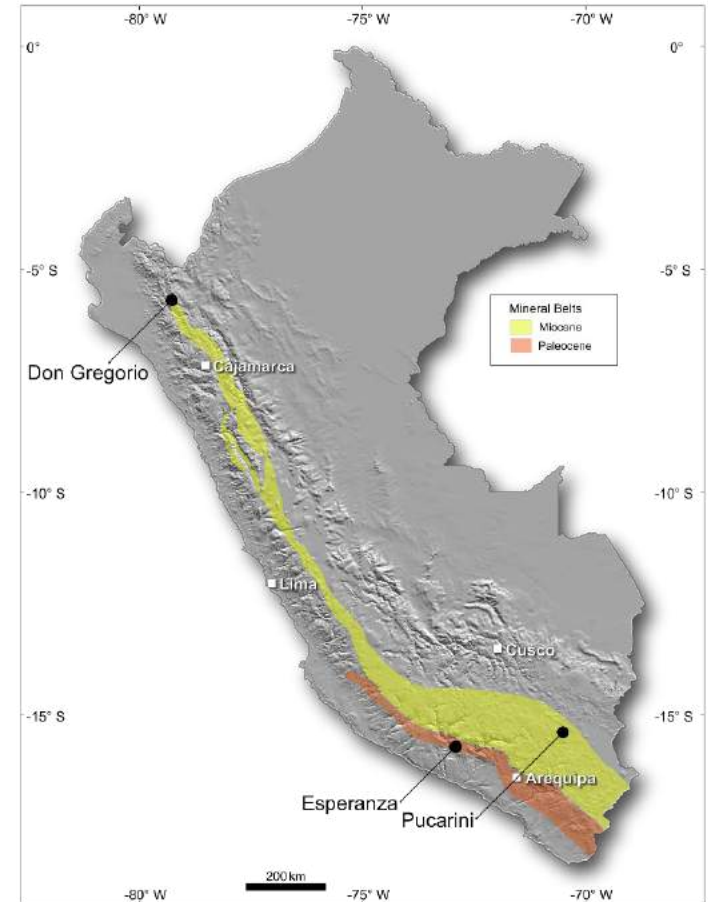 -80° W
-75° W
-70° W
0°
0°
-5° S
-5° S
Mineral Belts
Miocene
Paleocene
Don Gregorio
Cajamarca
-10° S
-10° S
Lima
Cusco
-15° S
-15° S
Arequipa
Esperanza
Pucarini
200 km
-80° W
-75° W
-70° W